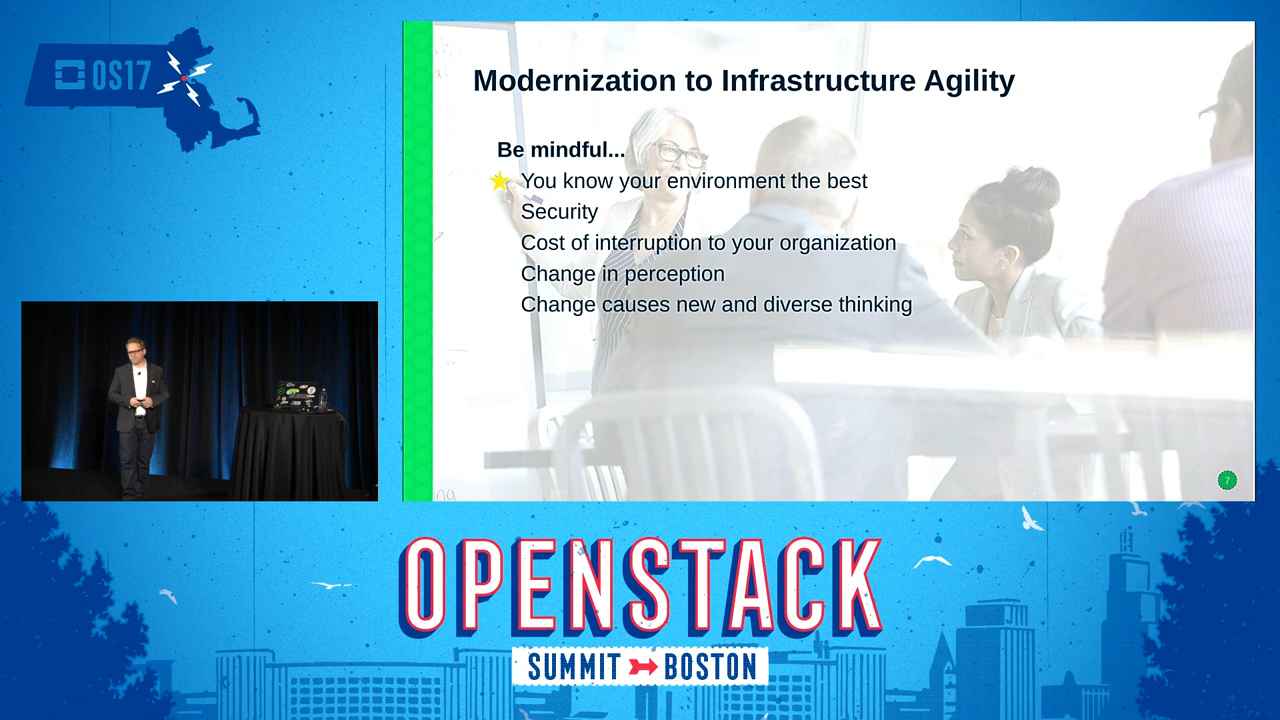 OS17
Modernization to Infrastructure Agility
Be mindful...
You know your environment the best
Security
Cost of interruption to your organization
Change in perception
Change causes new and diverse thinking
7
OPENSTACK
SUMMIT BOSTON